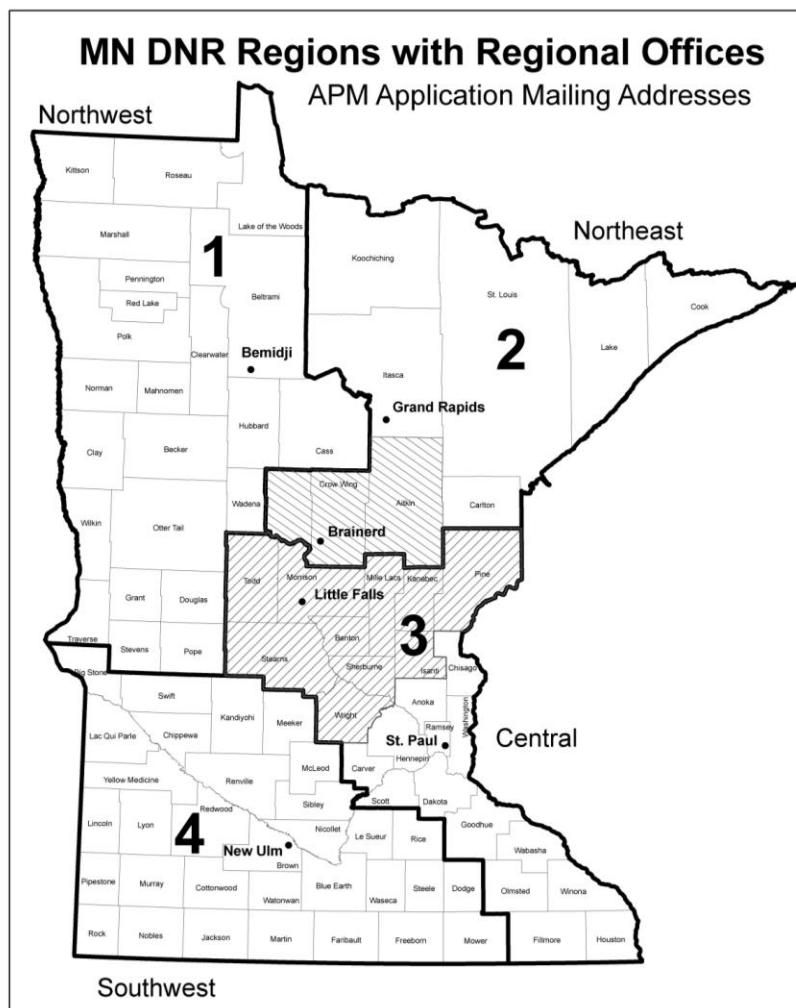 MN DNR Regions with Regional Offices
APM Application Mailing Addresses
Northwest
Kittson
Roseau
Lake of the Woods
Marshall
1
Northeast
Koochiching
Pennington
Beltrami
St. Louis
Red Lake
Cook
Polk
Clearwater
2
Lake
Bemidji
Itasca
Norman
Mahnomen
Grand Rapids
Hubbard
Clay
Becker
Cass
Crow Wing
Wadena
Aitkin
Carlton
Wilkin
Otter Tail
Brainerd
Todd
Morrison
Mille Lacs
Kanabec
Pine
Grant
Douglas
Little Falls
Traverse
Benton
3
Stevens
Pope
Stearns
Sherburne
Isanti
Chisago
Big Stone
Swift
Anoka
Washington
Kandiyohi
Meeker
Wright
Ramsey
Lac Qui Parle
Chippewa
St. Paul
Central
Hennepin
McLeod
Carver
Yellow Medicine
Renville
Scott
Dakota
Redwood
Sibley
Lincoln
Lyon
4
Nicollet
Goodhue
Le Sueur
Rice
New Ulm
Wabasha
Brown
Pipestone
Murray
Cottonwood
Watonwan
Blue Earth
Waseca
Steele
Dodge
Olmsted
Winona
Rock
Nobles
Jackson
Martin
Faribault
Freeborn
Mower
Fillmore
Houston
Southwest